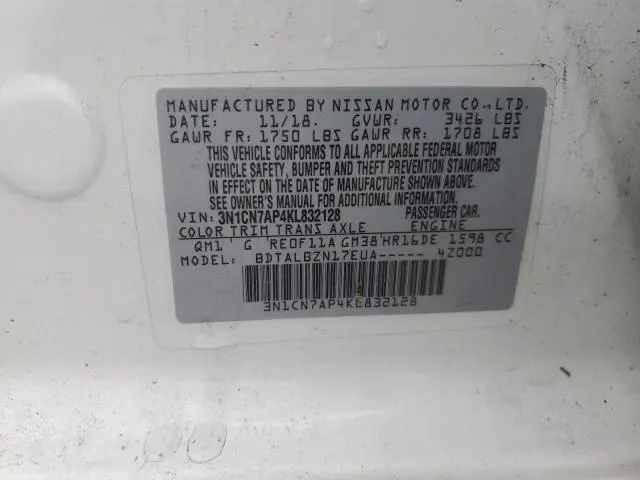 MANUFACTURED BY NISSAN MOTOR CO.,LTD.
DATE: 11/18. GVWR: 3426 LBS
GAWR FR: 1750 LBS GAWR RR: 1708 LBS
THIS VEHICLE CONFORMS TO ALL APPLICABLE FEDERAL MOTOR
VEHICLE SAFETY, BUMPER AND THEFT PREVENTION STANDARDS
IN EFFECT ON THE DATE OF MANUFACTURE SHOWN ABOVE.
SEE OWNER'S MANUAL FOR ADDITIONAL INFORMATION
VIN: 3N1CN7AP4KL832128 PASSENGER CAR.
COLOR TRIM TRANS AXLE ENGINE
QM1 G RE0F11A GM38 HR16DE 1598 CC
MODEL: BDTALBZN17EUA----- 4Z000
3N1CN7AP4KL832128